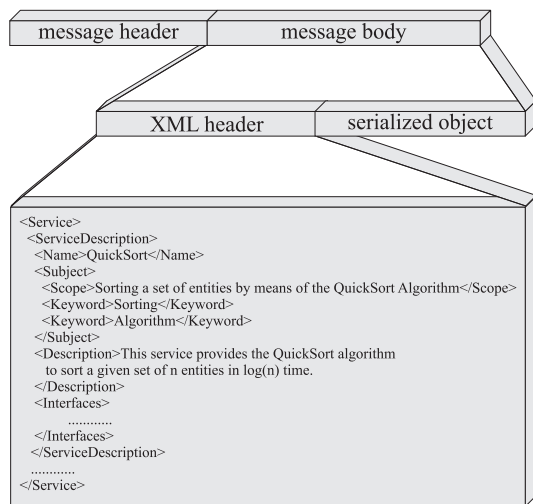 message header message body
XML header serialized object
<Service>
<ServiceDescription>
<Name>QuickSort</Name>
<Subject>
<Scope>Sorting a set of entities by means of the QuickSort Algorithm</Scope>
<Keyword>Sorting</Keyword>
<Keyword>Algorithm</Keyword>
</Subject>
<Description>This service provides the QuickSort algorithm
to sort a given set of n entities in log(n) time.
</Description>
<Interfaces>
............
</Interfaces>
</ServiceDescription>
............
</Service>